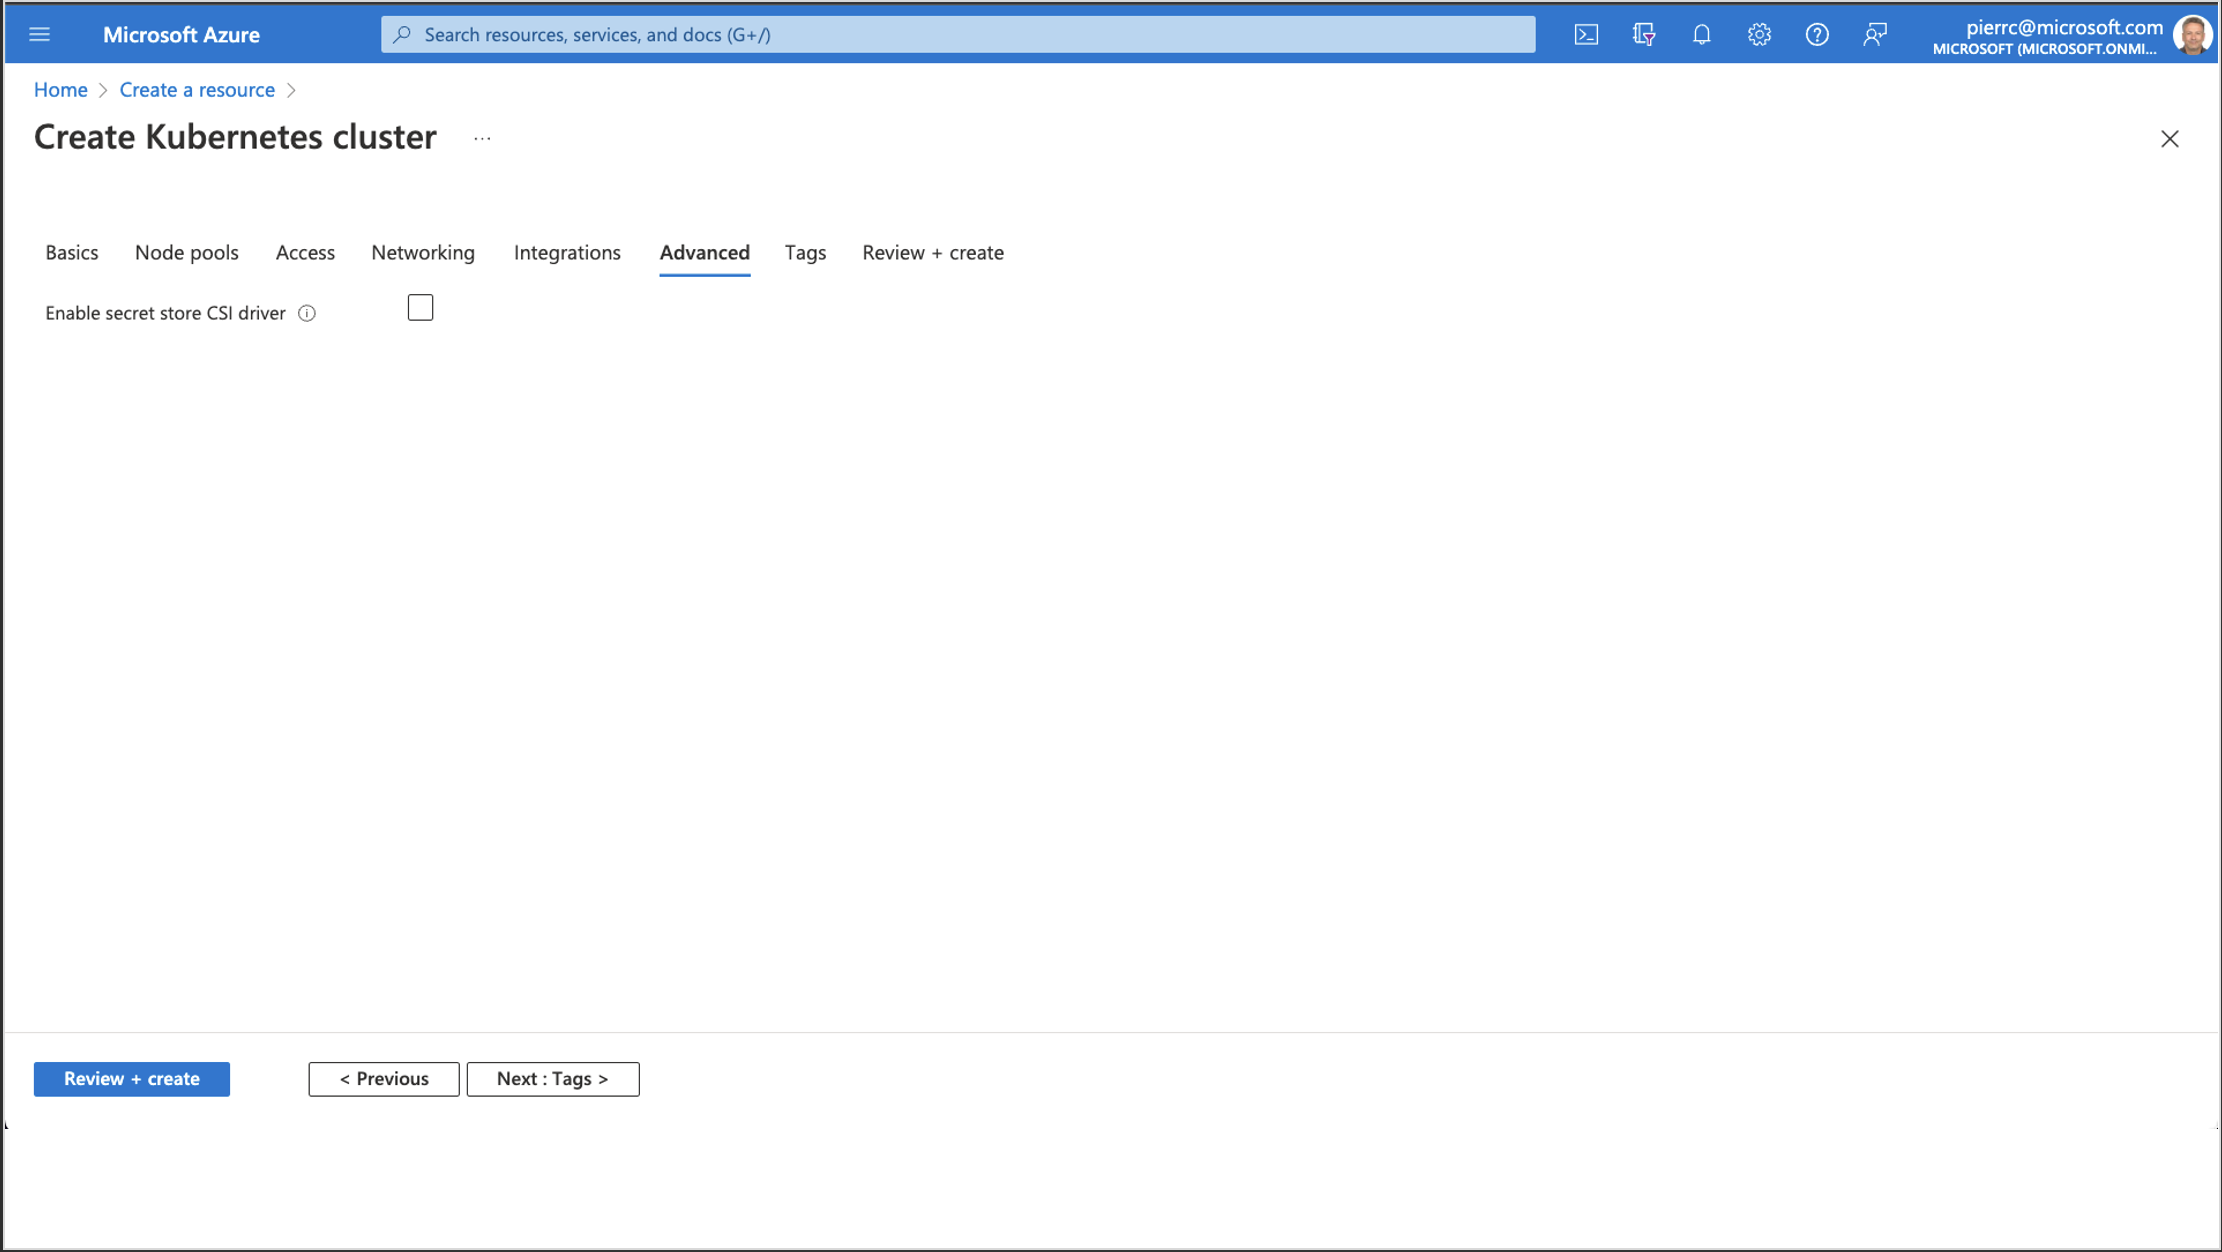 Microsoft Azure
Search resources, services, and docs (G+/)
pierrc@microsoft.com
MICROSOFT (MICROSOFT.ONMI...
Home > Create a resource >
Create Kubernetes cluster ...
Basics Node pools Access Networking Integrations Advanced Tags Review + create
Enable secret store CSI driver
Review + create
< Previous
Next : Tags >